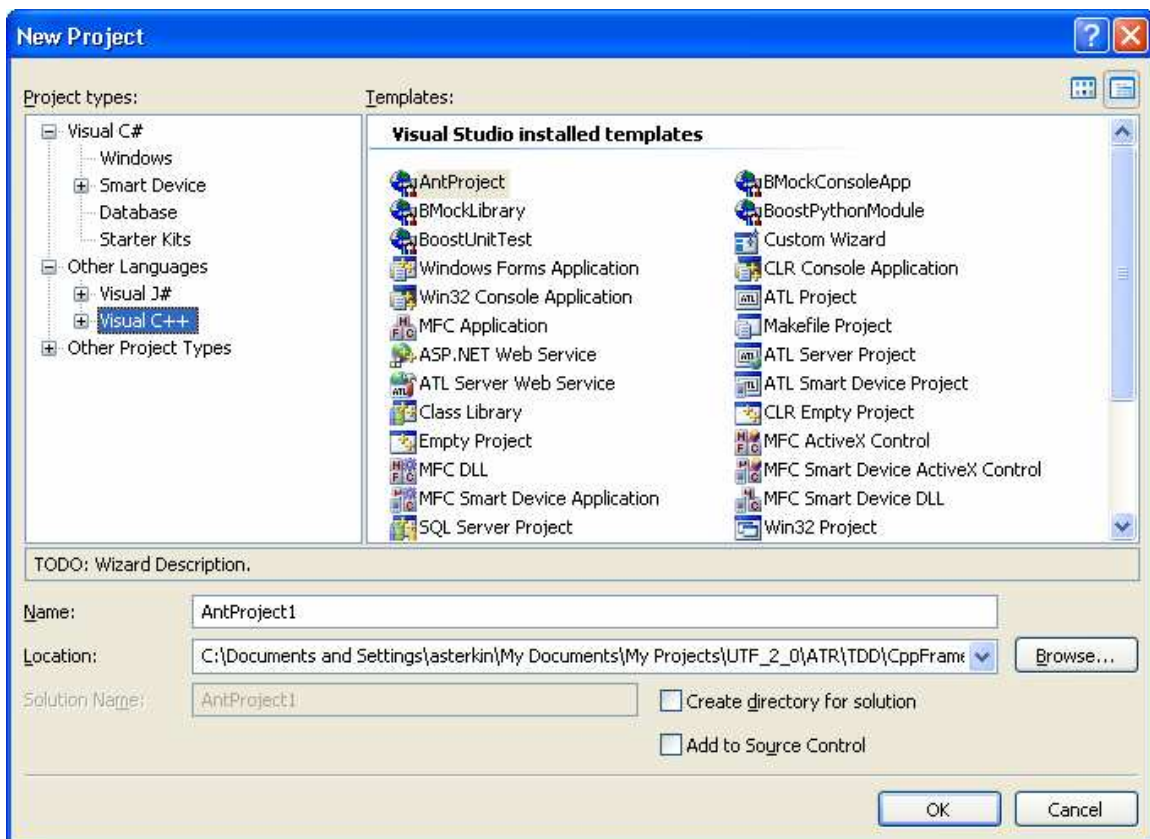 New Project
Project types:
Templates:
Visual C#
Windows
Smart Device
Database
Starter Kits
Other Languages
Visual J#
Visual C++
Other Project Types
Visual Studio installed templates
AntProject
BMockConsoleApp
BMockLibrary
BoostPythonModule
BoostUnitTest
Custom Wizard
Windows Forms Application
CLR Console Application
Win32 Console Application
ATL Project
MFC Application
Makefile Project
ASP.NET Web Service
ATL Server Project
ATL Server Web Service
ATL Smart Device Project
Class Library
CLR Empty Project
Empty Project
MFC ActiveX Control
MFC DLL
MFC Smart Device ActiveX Control
MFC Smart Device Application
MFC Smart Device DLL
SQL Server Project
Win32 Project
TODO: Wizard Description.
Name:
AntProject1
Location:
C:\Documents and Settings\asterkin\My Documents\My Projects\UTF_2_0\ATR\TDD\CppFrame
Browse...
Solution Name:
AntProject1
Create directory for solution
Add to Source Control
OK
Cancel